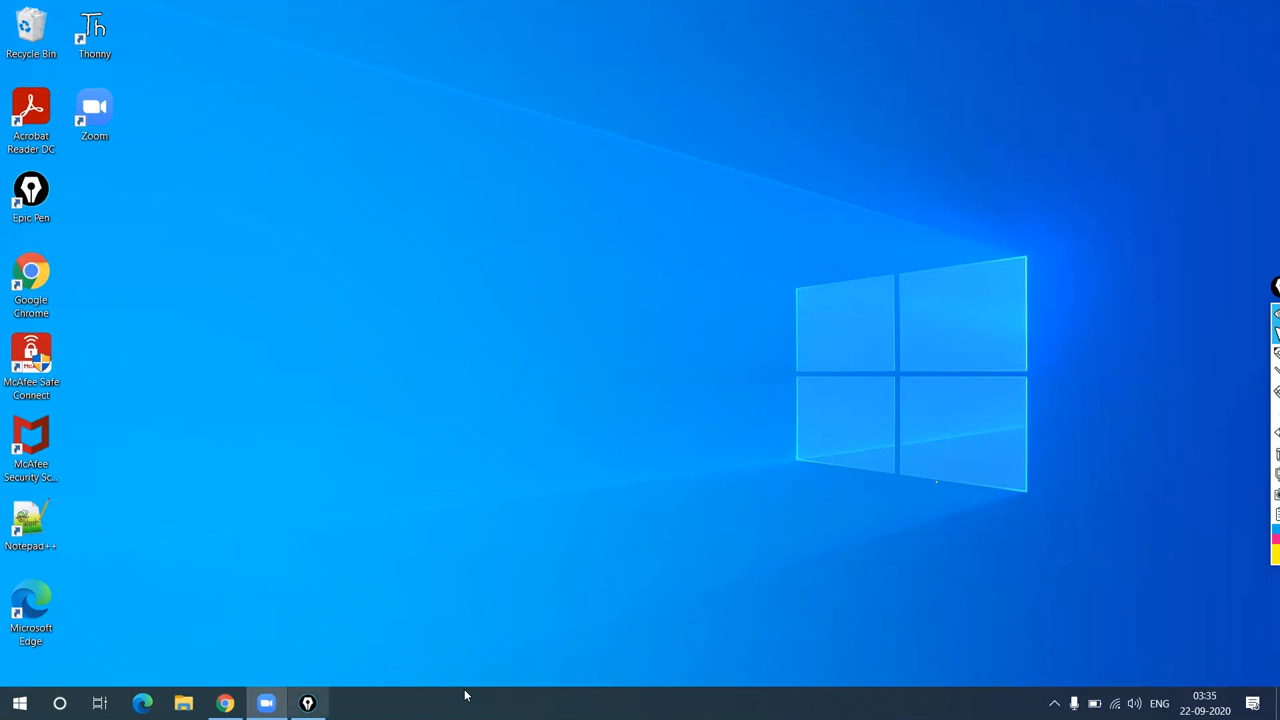 Recycle Bin
Th
Thonny
Acrobat
Reader DC
Zoom
Epic Pen
Google
Chrome
McAfee Safe
Connect
McAfee
Security Sc...
Notepad++
Microsoft
Edge
ENG
03:35
22-09-2020